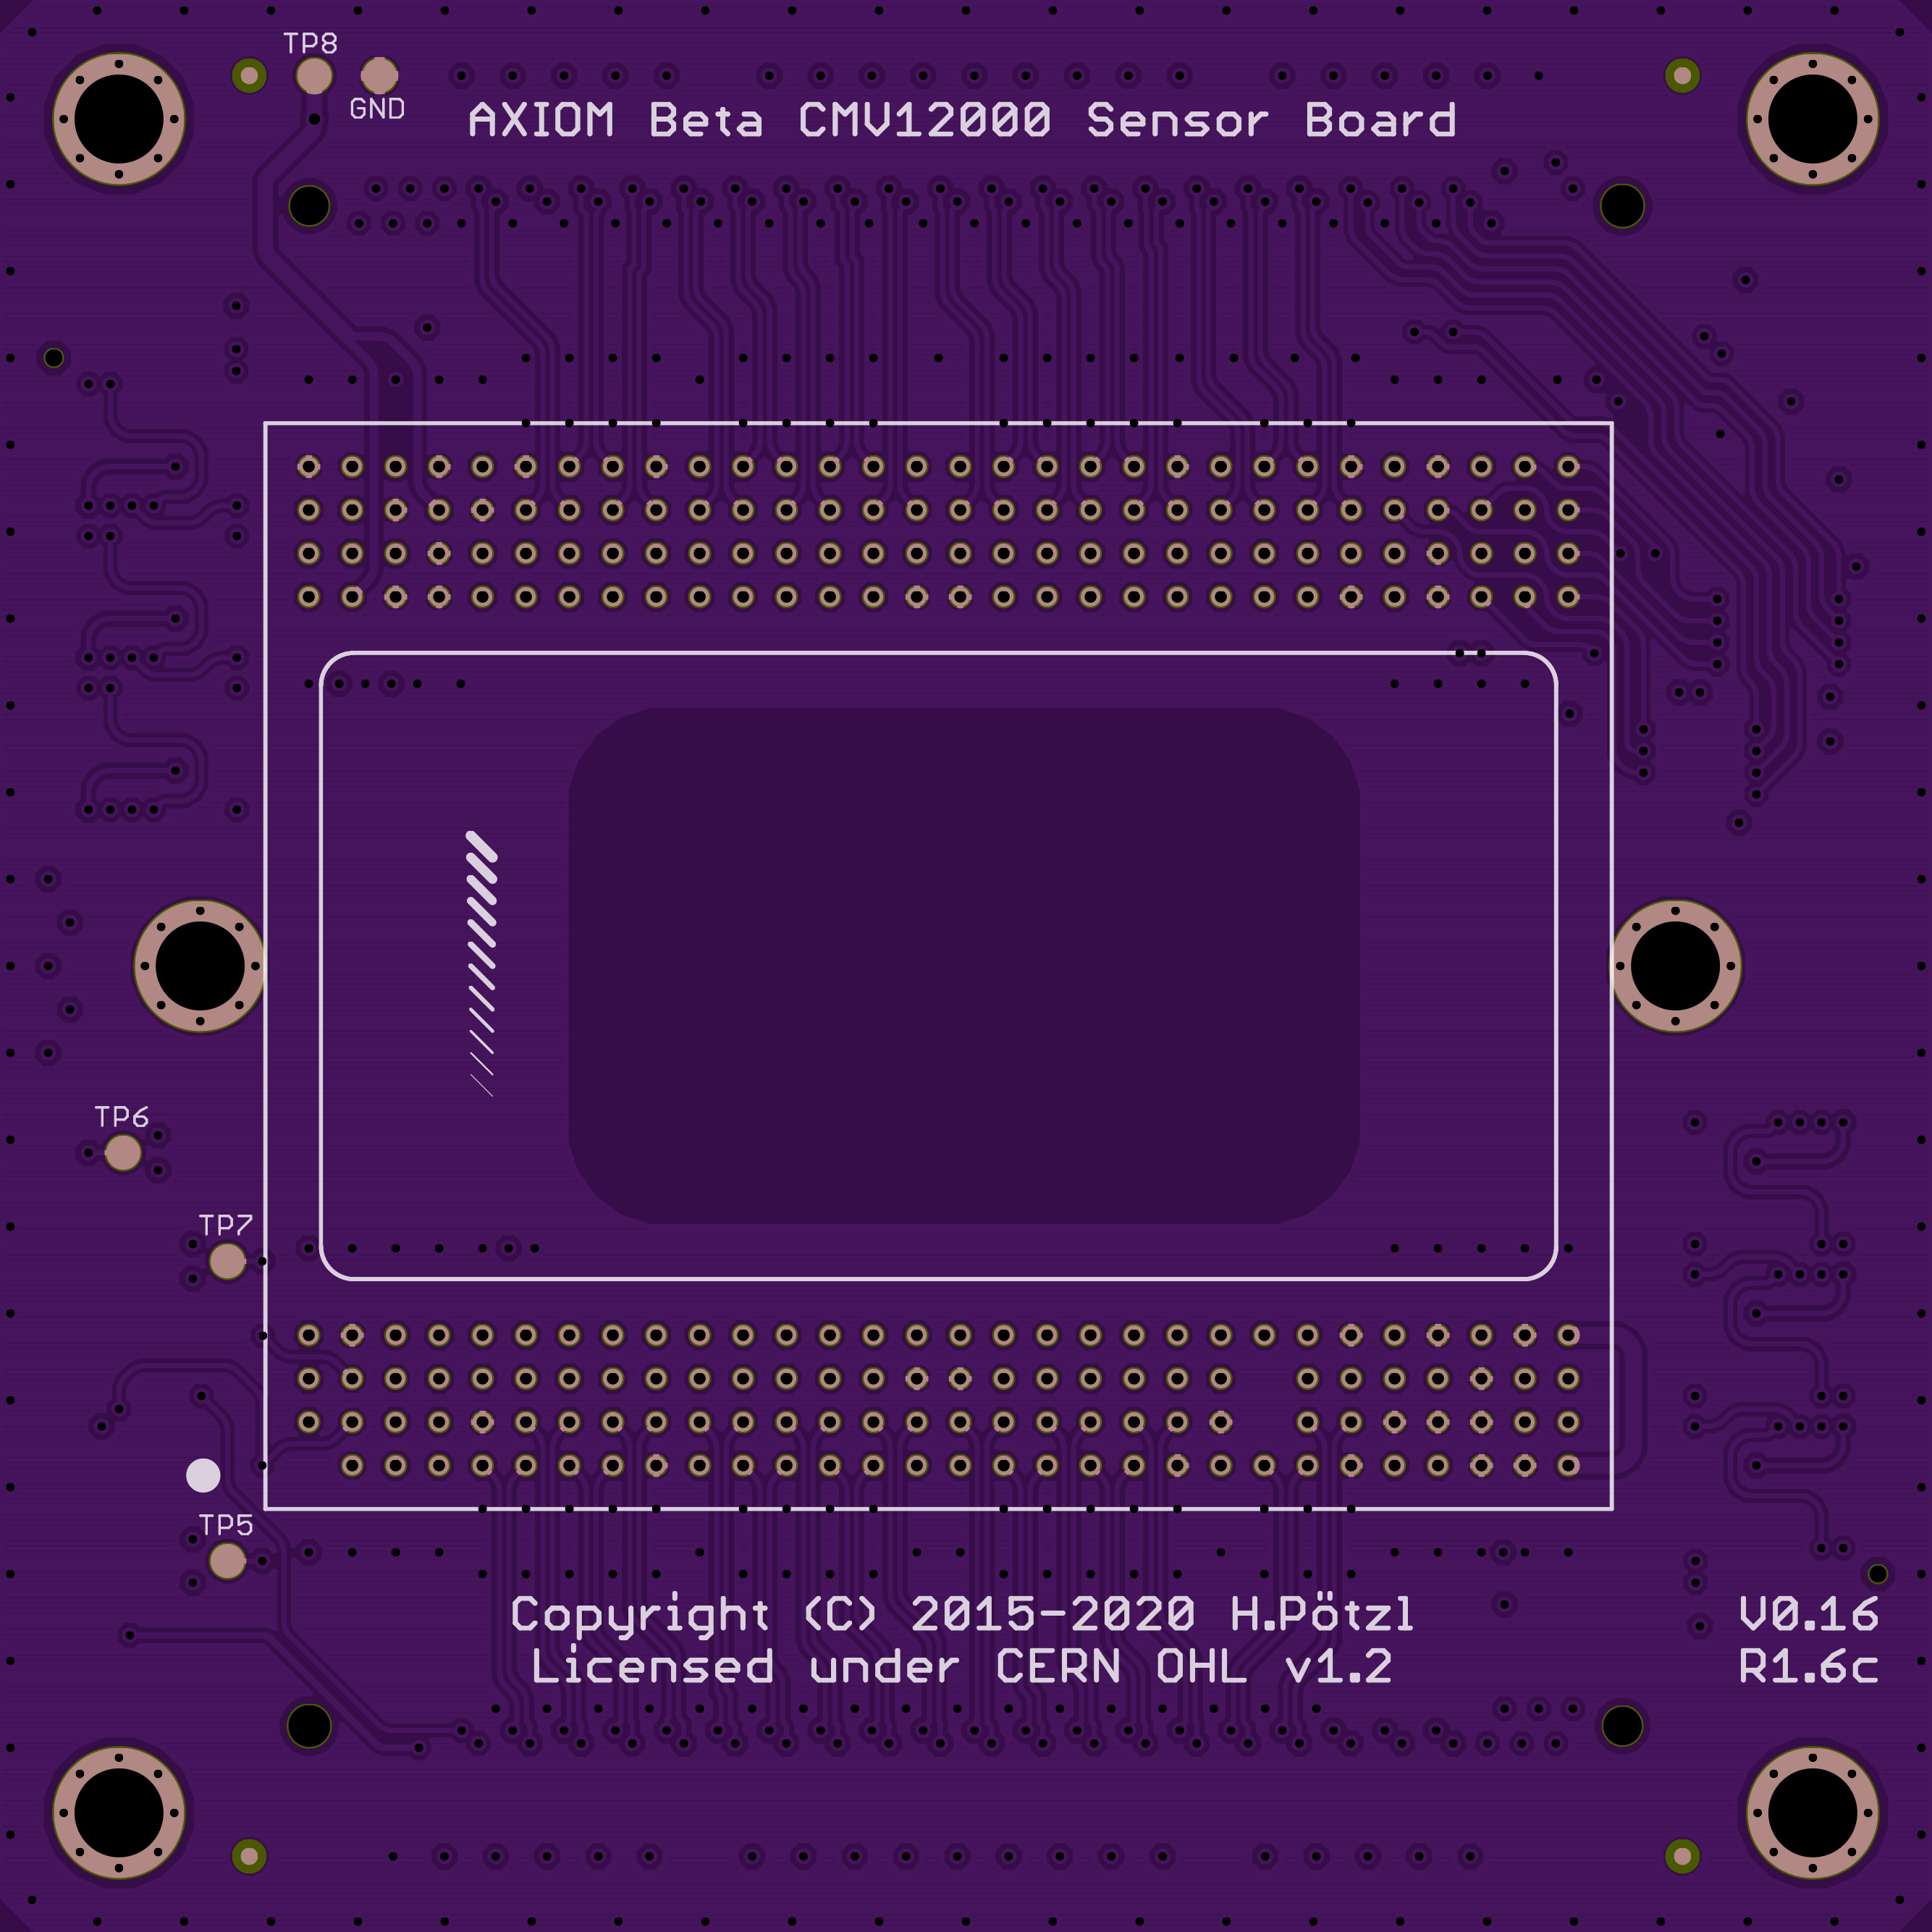 TP8
GND
AXIOM Beta CMV12000 Sensor Board
TP6
TP7
TP5
Copyright (C) 2015-2020 H.Pötzl
Licensed under CERN OHL v1.2
V0.16
R1.6c